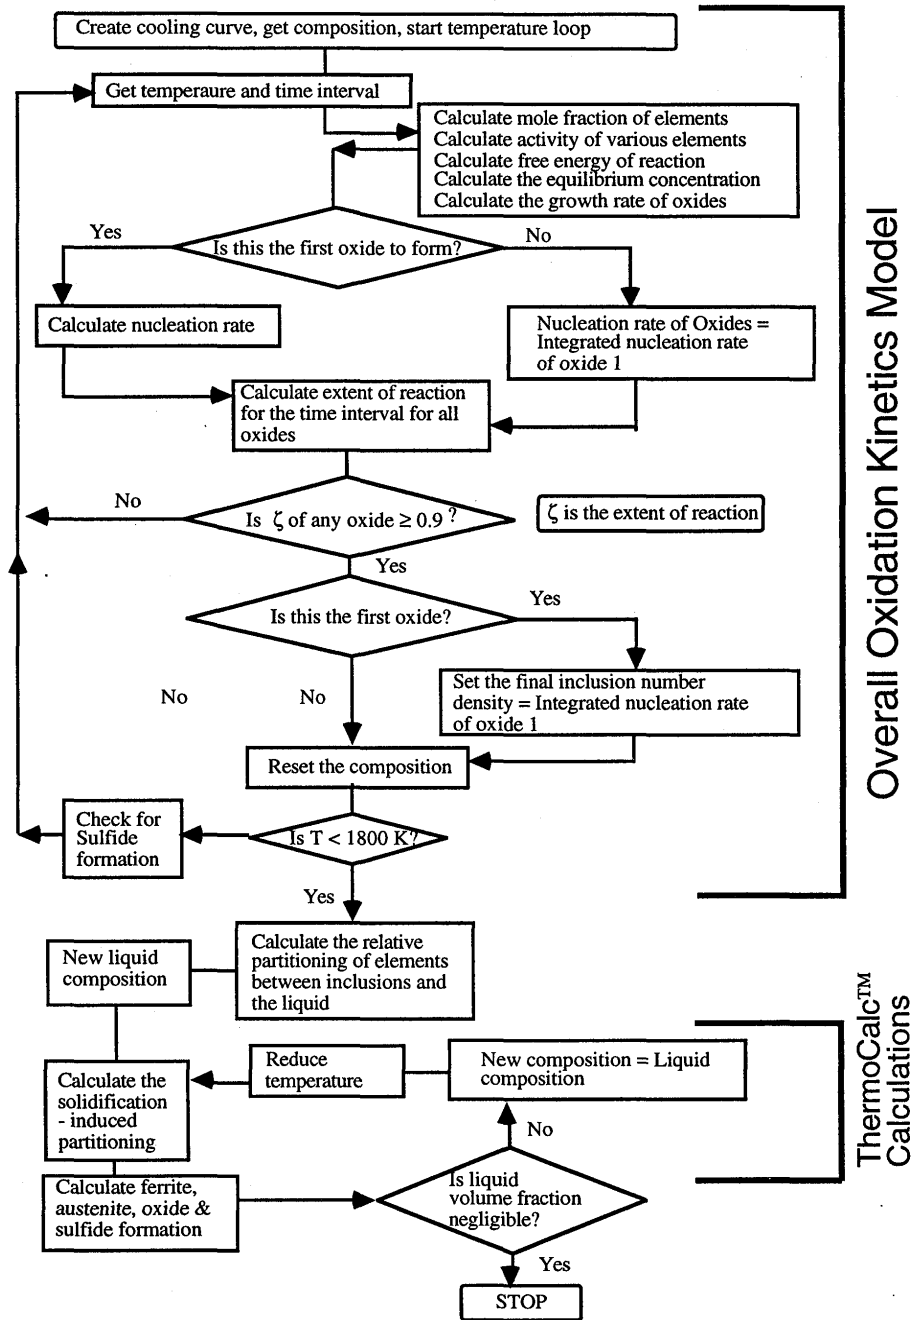 Create cooling curve, get composition, start temperature loop
Get temperaure and time interval
Calculate mole fraction of elements
Calculate activity of various elements
Calculate free energy of reaction
Calculate the equilibrium concentration
Calculate the growth rate of oxides
Yes
Is this the first oxide to form?
No
Calculate nucleation rate
Nucleation rate of Oxides =
Integrated nucleation rate
of oxide 1
Calculate extent of reaction
for the time interval for all
oxides
No
Is ζ of any oxide ≥ 0.9 ?
ζ is the extent of reaction
Yes
Is this the first oxide?
Yes
No
No
Set the final inclusion number
density = Integrated nucleation rate
of oxide 1
Reset the composition
Check for
Sulfide
formation
Is T < 1800 K?
Yes
Calculate the relative
partitioning of elements
between inclusions and
the liquid
New liquid
composition
Reduce
temperature
New composition = Liquid
composition
Calculate the
solidification
- induced
partitioning
No
Calculate ferrite,
austenite, oxide &
sulfide formation
Is liquid
volume fraction
negligible?
Yes
STOP
Overall Oxidation Kinetics Model
ThermoCalc™
Calculations